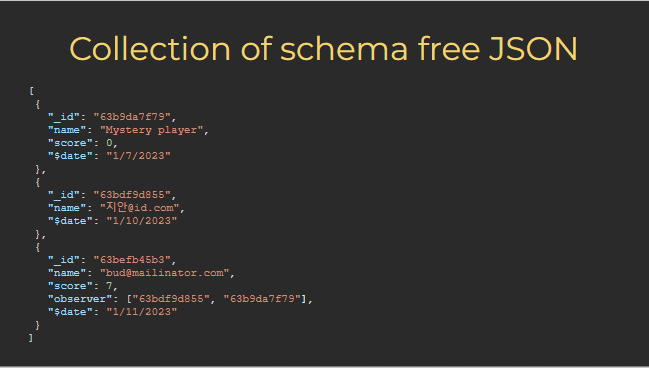 Collection of schema free JSON
[
{
"_id": "63b9da7f79",
"name": "Mystery player",
"score": 0,
"$date": "1/7/2023"
},
{
"_id": "63bdf9d855",
"name": "지안@id.com",
"$date": "1/10/2023"
},
{
"_id": "63befb45b3",
"name": "bud@mailinator.com",
"score": 7,
"observer": ["63bdf9d855", "63b9da7f79"],
"$date": "1/11/2023"
}
]